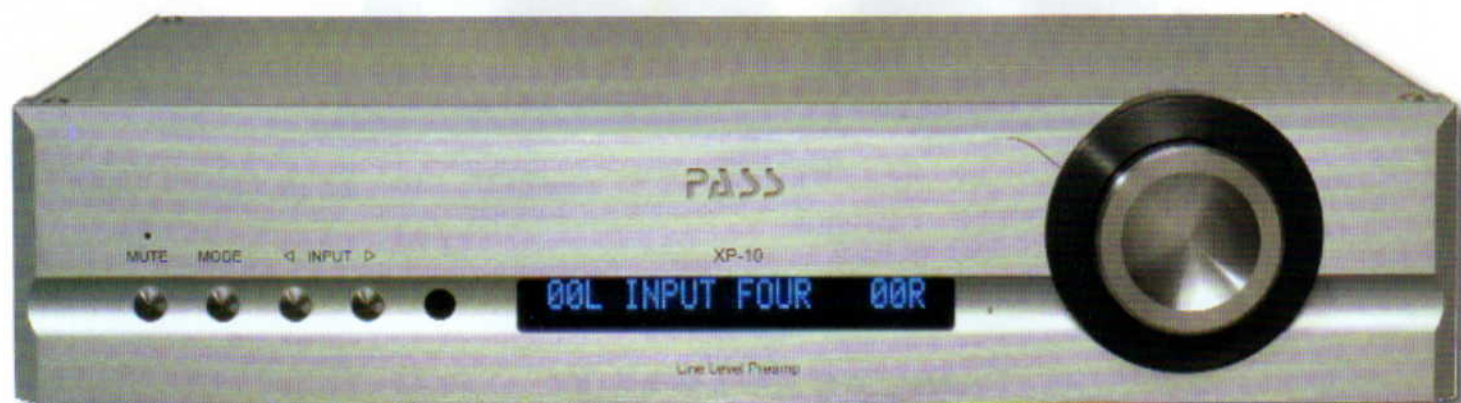 PASS
MUTE MODE ◁ INPUT ▷ XP-10
00L INPUT FOUR 00R
Line Level Preamp